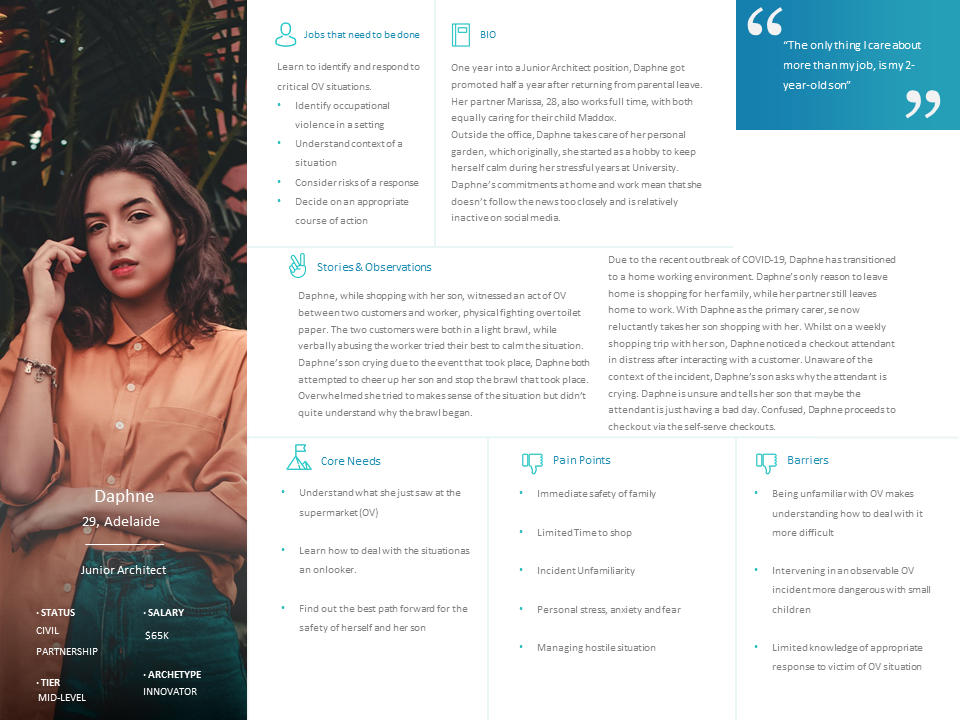 Jobs that need to be done
Learn to identify and respond to
critical OV situations.
• Identify occupational
violence in a setting
• Understand context of a
situation
• Consider risks of a response
• Decide on an appropriate
course of action
BIO
One year into a Junior Architect position, Daphne got
promoted half a year after returning from parental leave.
Her partner Marissa, 28, also works full time, with both
equally caring for their child Maddox.
Outside the office, Daphne takes care of her personal
garden, which originally, she started as a hobby to keep
herself calm during her stressful years at University.
Daphne's commitments at home and work mean that she
doesn't follow the news too closely and is relatively
inactive on social media.
“
“The only thing I care about
more than my job, is my 2-
year-old son”
”
Stories & Observations
Daphne, while shopping with her son, witnessed an act of OV
between two customers and worker, physical fighting over toilet
paper. The two customers were both in a light brawl, while
verbally abusing the worker tried their best to calm the situation.
Daphne's son crying due to the event that took place, Daphne both
attempted to cheer up her son and stop the brawl that took place.
Overwhelmed she tried to makes sense of the situation but didn't
quite understand why the brawl began.
Due to the recent outbreak of COVID-19, Daphne has transitioned
to a home working environment. Daphne's only reason to leave
home is shopping for her family, while her partner still leaves
home to work. With Daphne as the primary carer, se now
reluctantly takes her son shopping with her. Whilst on a weekly
shopping trip with her son, Daphne noticed a checkout attendant
in distress after interacting with a customer. Unaware of the
context of the incident, Daphne's son asks why the attendant is
crying. Daphne is unsure and tells her son that maybe the
attendant is just having a bad day. Confused, Daphne proceeds to
checkout via the self-serve checkouts.
Daphne
29, Adelaide
Junior Architect
· STATUS
CIVIL
PARTNERSHIP
· SALARY
$65K
· TIER
MID-LEVEL
· ARCHETYPE
INNOVATOR
Core Needs
• Understand what she just saw at the
supermarket (OV)
• Learn how to deal with the situationas
an onlooker.
• Find out the best path forward for the
safety of herself and her son
Pain Points
• Immediate safety of family
• Limited Time to shop
• Incident Unfamiliarity
• Personal stress, anxiety and fear
• Managing hostile situation
Barriers
• Being unfamiliar with OV makes
understanding how to deal with it
more difficult
• Intervening in an observable OV
incident more dangerous with small
children
• Limited knowledge of appropriate
response to victim of OV situation